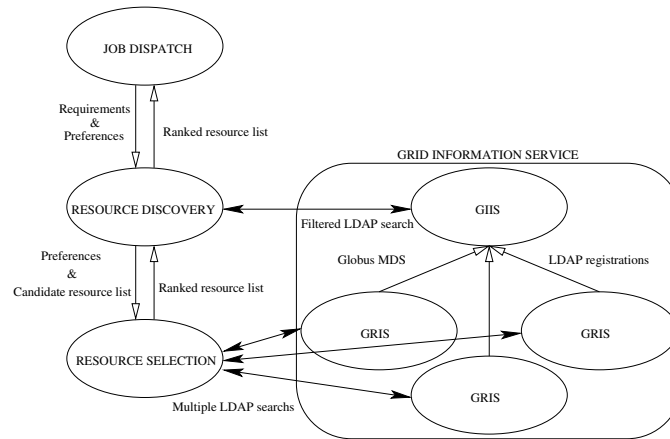 JOB DISPATCH
Requirements
&
Preferences
Ranked resource list
GRID INFORMATION SERVICE
RESOURCE DISCOVERY
GIIS
Filtered LDAP search
Preferences
&
Candidate resource list
Ranked resource list
Globus MDS
LDAP registrations
GRIS
GRIS
RESOURCE SELECTION
GRIS
Multiple LDAP searchs